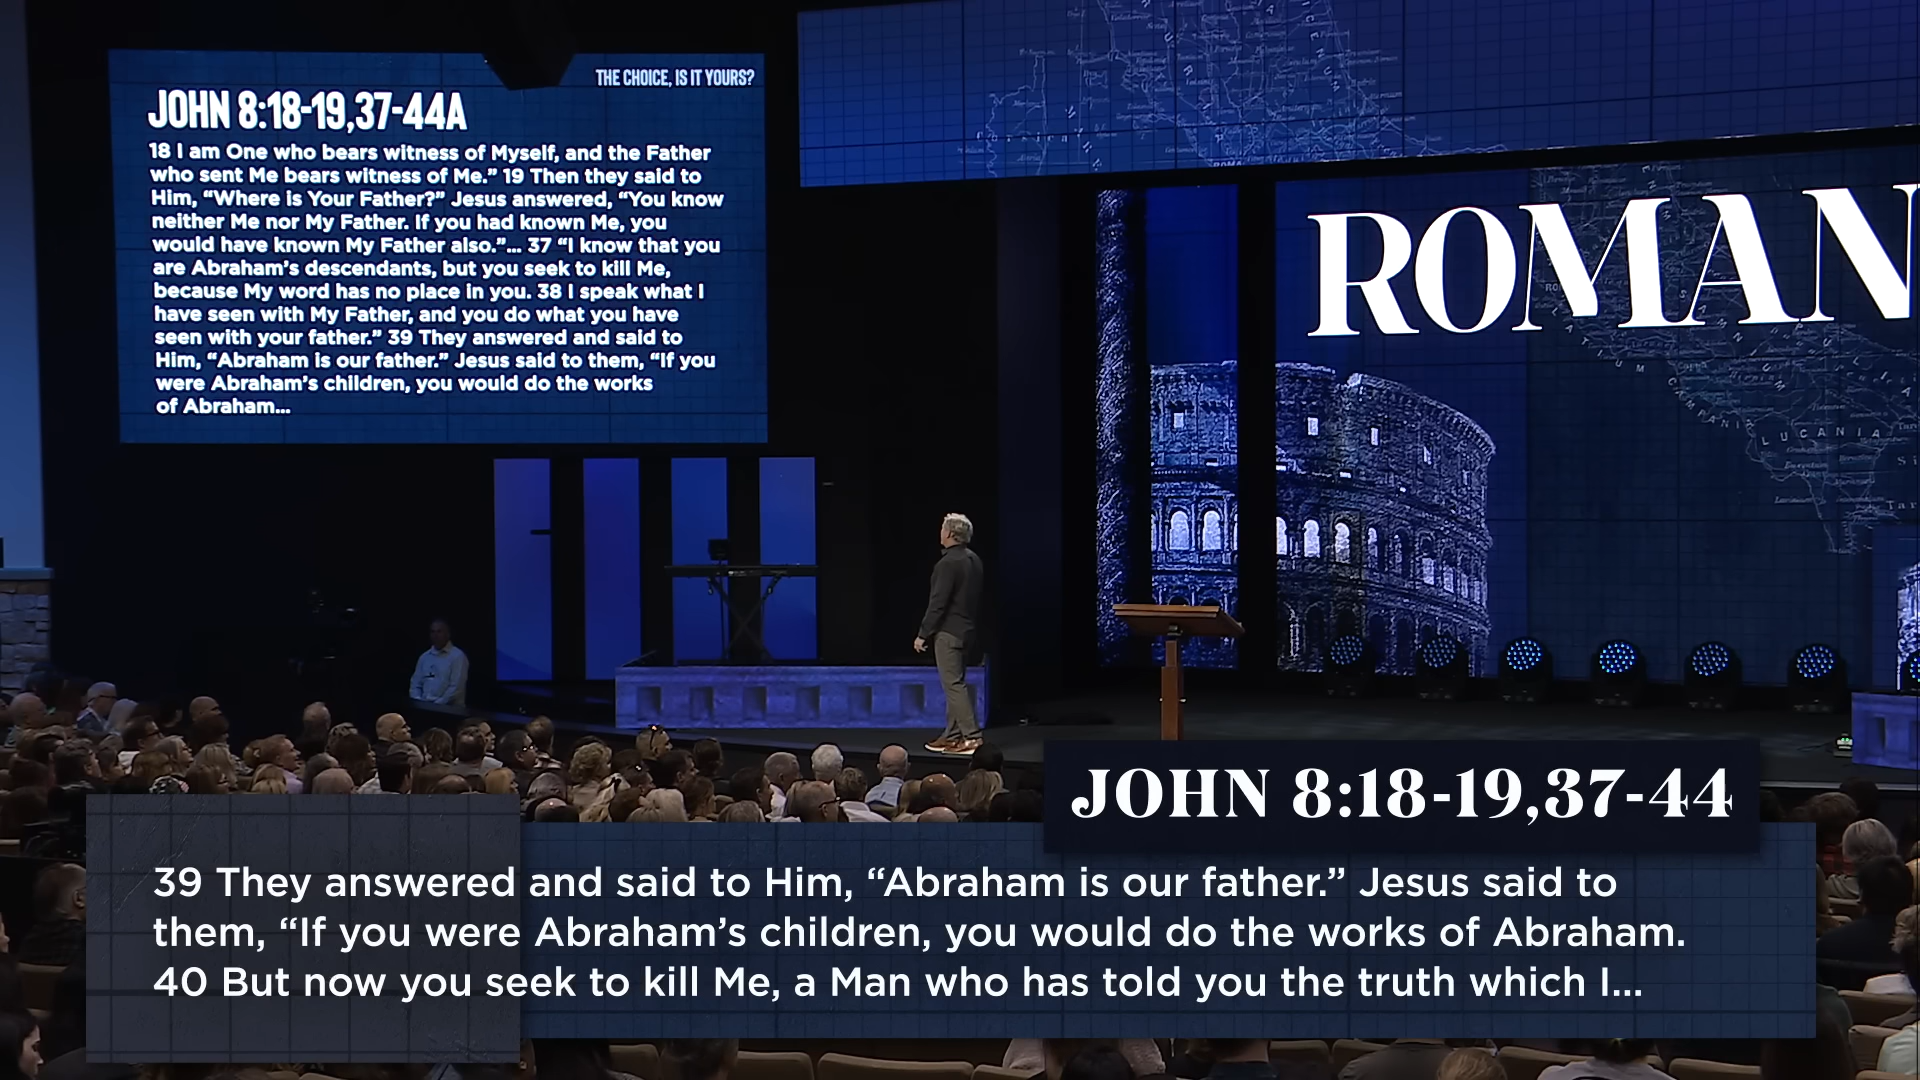 THE CHOICE, IS IT YOURS?
JOHN 8:18-19,37-44A
18 I am One who bears witness of Myself, and the Father
who sent Me bears witness of Me.” 19 Then they said to
Him, “Where is Your Father?” Jesus answered, “You know
neither Me nor My Father. If you had known Me, you
would have known My Father also.”... 37 “I know that you
are Abraham’s descendants, but you seek to kill Me,
because My word has no place in you. 38 I speak what I
have seen with My Father, and you do what you have
seen with your father.” 39 They answered and said to
Him, “Abraham is our father.” Jesus said to them, “If you
were Abraham’s children, you would do the works
of Abraham...
ROMAN
LATIUM
CAMPANIA
LUCANIA
JOHN 8:18-19,37-44
39 They answered and said to Him, “Abraham is our father.” Jesus said to
them, “If you were Abraham’s children, you would do the works of Abraham.
40 But now you seek to kill Me, a Man who has told you the truth which I...